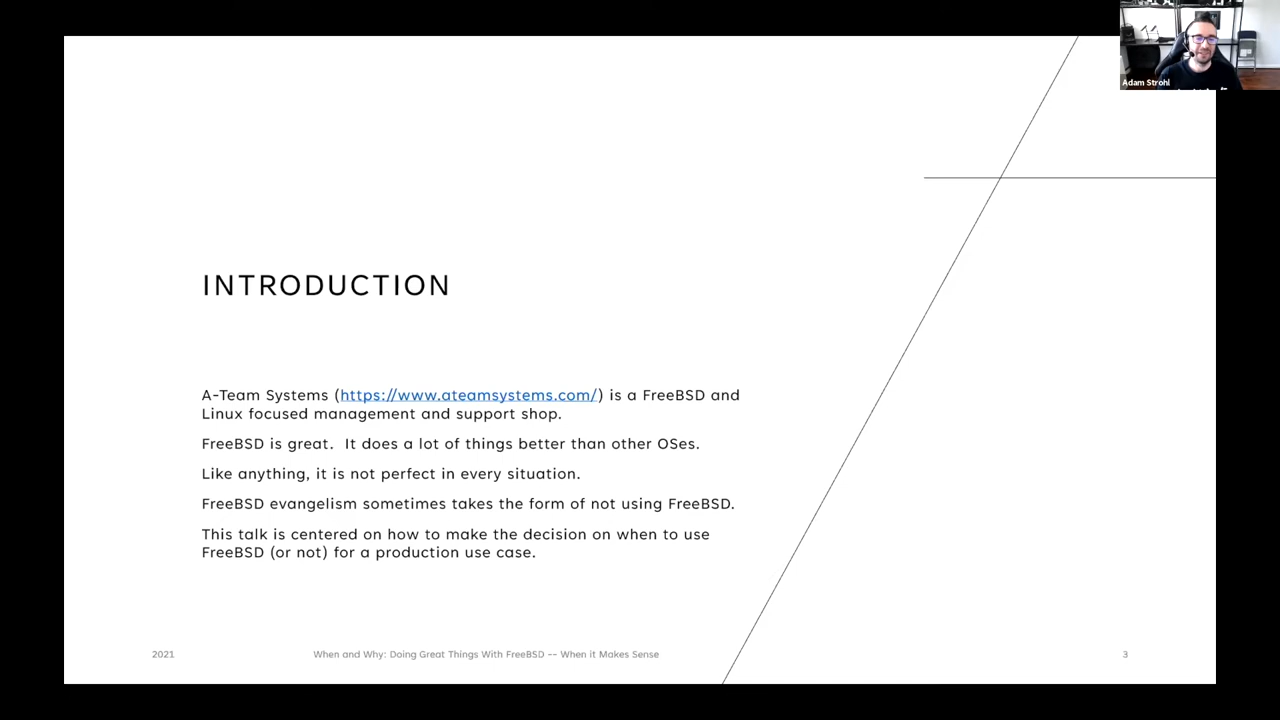 Adam Strohl
INTRODUCTION
A-Team Systems (https://www.ateamsystems.com/) is a FreeBSD and
Linux focused management and support shop.
FreeBSD is great.  It does a lot of things better than other OSes.
Like anything, it is not perfect in every situation.
FreeBSD evangelism sometimes takes the form of not using FreeBSD.
This talk is centered on how to make the decision on when to use
FreeBSD (or not) for a production use case.
2021
When and Why: Doing Great Things With FreeBSD -- When it Makes Sense
3